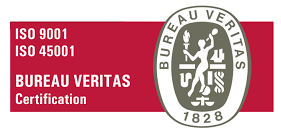 ISO 9001
ISO 45001
BUREAU VERITAS
Certification
BUREAU VERITAS
1828